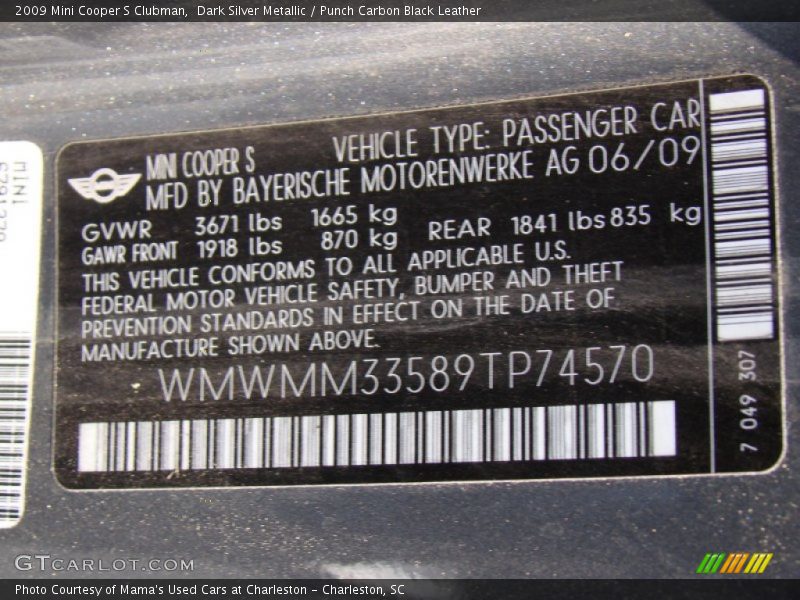 2009 Mini Cooper S Clubman,  Dark Silver Metallic / Punch Carbon Black Leather
MINI COOPER S VEHICLE TYPE: PASSENGER CAR
MFD BY BAYERISCHE MOTORENWERKE AG 06/09
GVWR 3671 lbs 1665 kg
GAWR FRONT 1918 lbs 870 kg REAR 1841 lbs 835 kg
THIS VEHICLE CONFORMS TO ALL APPLICABLE U.S.
FEDERAL MOTOR VEHICLE SAFETY, BUMPER AND THEFT
PREVENTION STANDARDS IN EFFECT ON THE DATE OF
MANUFACTURE SHOWN ABOVE.
WMWMM33589TP74570
7 049 307
MINI
GTCARLOT.COM
Photo Courtesy of Mama's Used Cars at Charleston – Charleston, SC